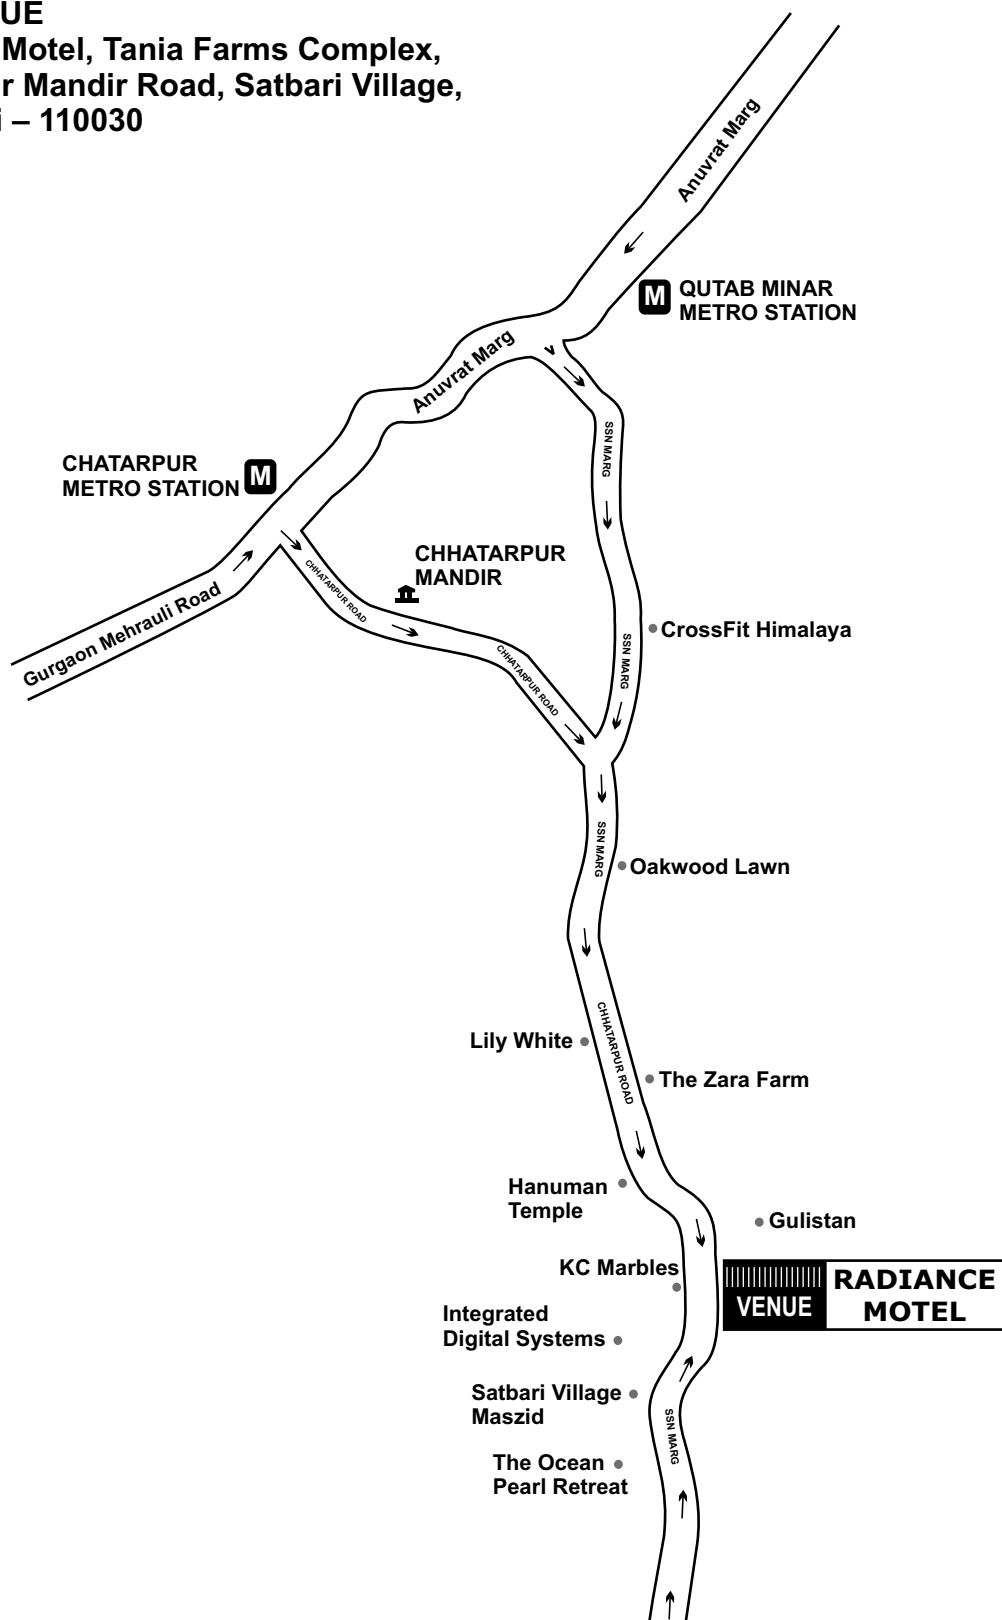 UE
Motel, Tania Farms Complex,
r Mandir Road, Satbari Village,
i – 110030
Anuvrat Marg
M
QUTAB MINAR
METRO STATION
Anuvrat Marg
SSN MARG
CHATARPUR
METRO STATION
M
CHHATARPUR
MANDIR
CHHATARPUR ROAD
Gurgaon Mehrauli Road
CrossFit Himalaya
SSN MARG
CHHATARPUR ROAD
SSN MARG
Oakwood Lawn
CHHATARPUR ROAD
Lily White
The Zara Farm
Hanuman
Temple
Gulistan
KC Marbles
VENUE
RADIANCE
MOTEL
Integrated
Digital Systems
Satbari Village
Maszid
SSN MARG
The Ocean
Pearl Retreat